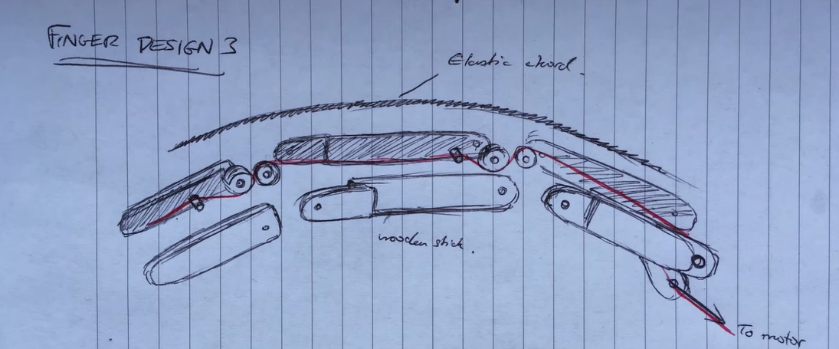 FINGER DESIGN 3
Elastic chord.
wooden stick.
To motor